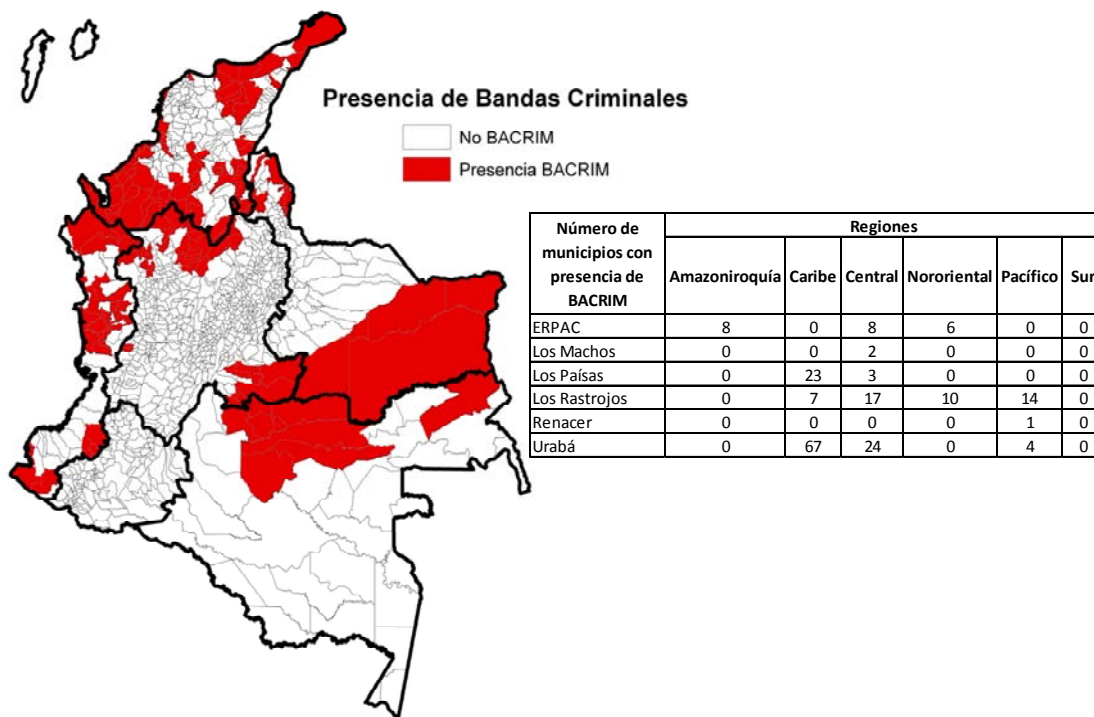 Presencia de Bandas Criminales
No BACRIM
Presencia BACRIM
Número de municipios con presencia de BACRIM Regiones
Amazoniroquía Caribe Central Nororiental Pacífico Sur
ERPAC 8 0 8 6 0 0
Los Machos 0 0 2 0 0 0
Los Paísas 0 23 3 0 0 0
Los Rastrojos 0 7 17 10 14 0
Renacer 0 0 0 0 1 0
Urabá 0 67 24 0 4 0